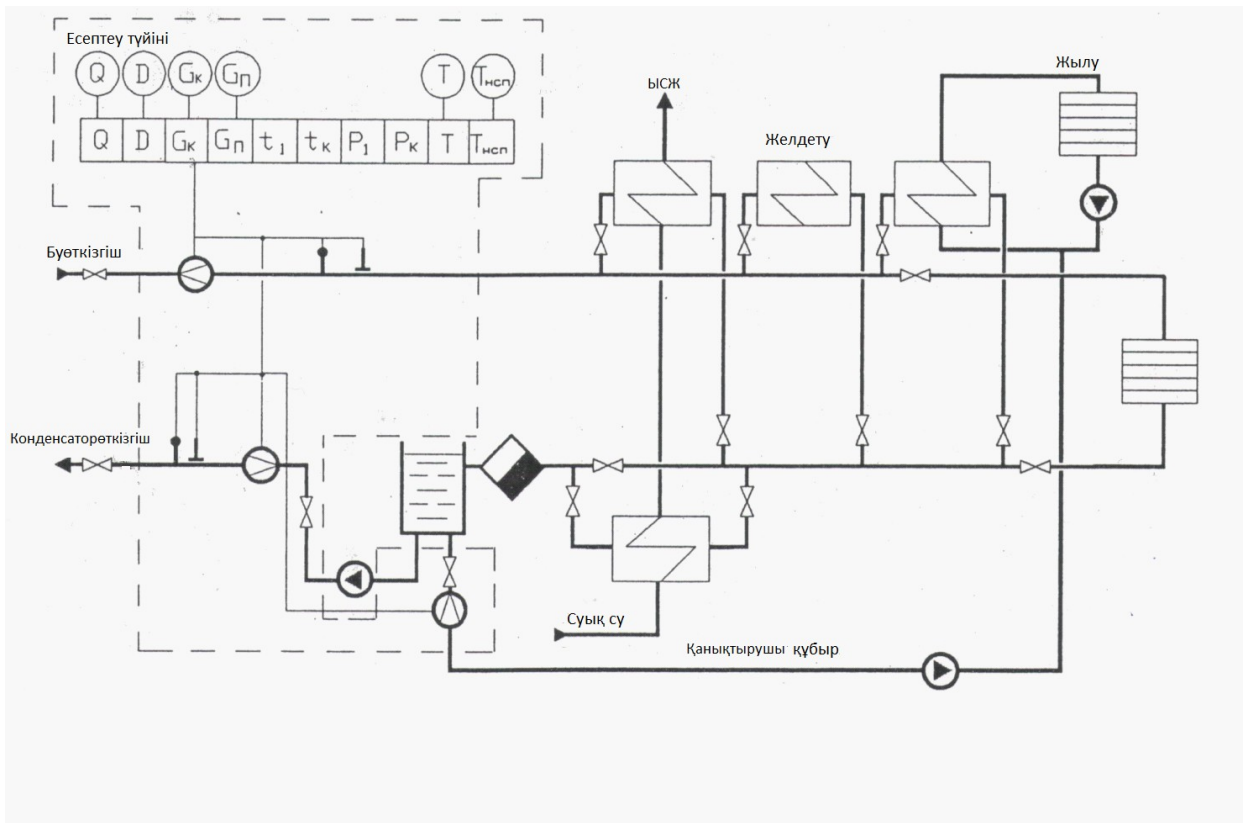 Есептеу түйіні
Q D Gк Gп T Tнсп
Q D Gк Gп t1 tк P1 Pк T Tнсп
Жылу
ЫСЖ
Желдету
Буөткізгіш
Конденсаторөткізгіш
Суық су
Қанықтырушы құбыр